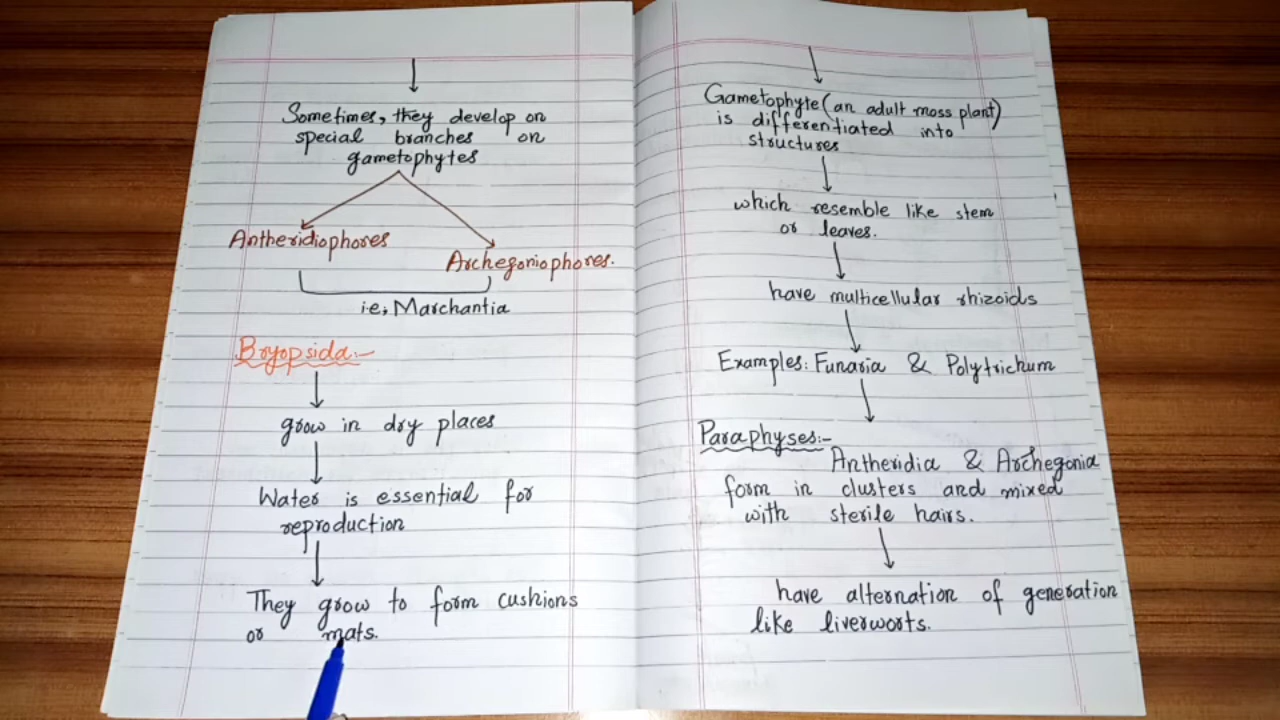 Sometimes, they develop on
special branches on
gametophytes
Antheridiophores
Archegoniophores.
i.e; Marchantia
Bryopsida:-
grow in dry places
Water is essential for
reproduction
They grow to form cushions
or mats.
Gametophyte (an adult moss plant)
is differentiated into
structures
which resemble like stem
or leaves.
have multicellular rhizoids
Examples: Funaria & Polytrichum
Paraphyses:-
Antheridia & Archegonia
form in clusters and mixed
with sterile hairs.
have alternation of generation
like liverworts.